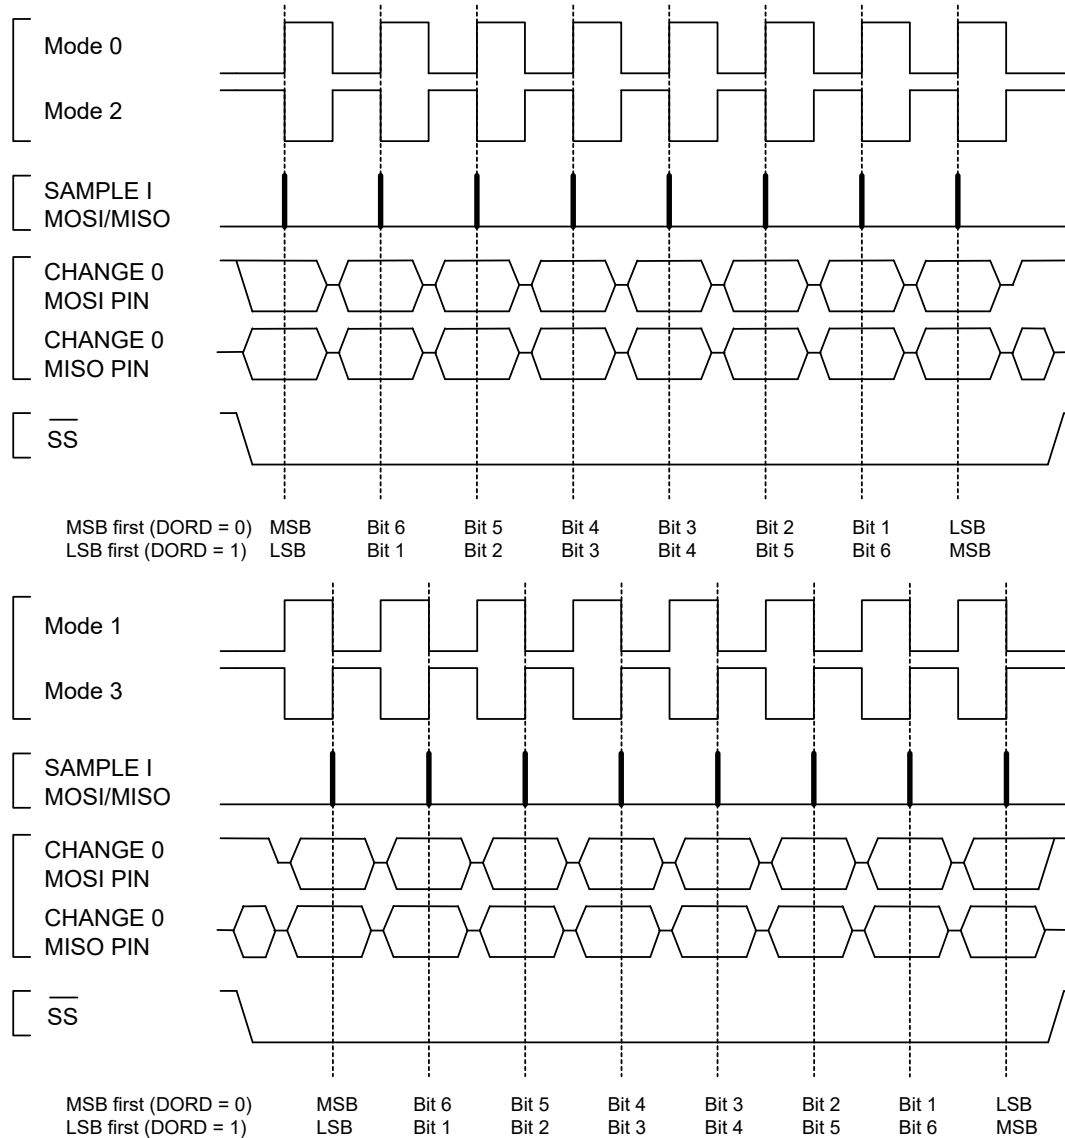 Mode 0
Mode 2
SAMPLE I
MOSI/MISO
CHANGE 0
MOSI PIN
CHANGE 0
MISO PIN
SS
MSB first (DORD = 0) MSB Bit 6 Bit 5 Bit 4 Bit 3 Bit 2 Bit 1 LSB
LSB first (DORD = 1) LSB Bit 1 Bit 2 Bit 3 Bit 4 Bit 5 Bit 6 MSB
Mode 1
Mode 3
SAMPLE I
MOSI/MISO
CHANGE 0
MOSI PIN
CHANGE 0
MISO PIN
SS
MSB first (DORD = 0) MSB Bit 6 Bit 5 Bit 4 Bit 3 Bit 2 Bit 1 LSB
LSB first (DORD = 1) LSB Bit 1 Bit 2 Bit 3 Bit 4 Bit 5 Bit 6 MSB